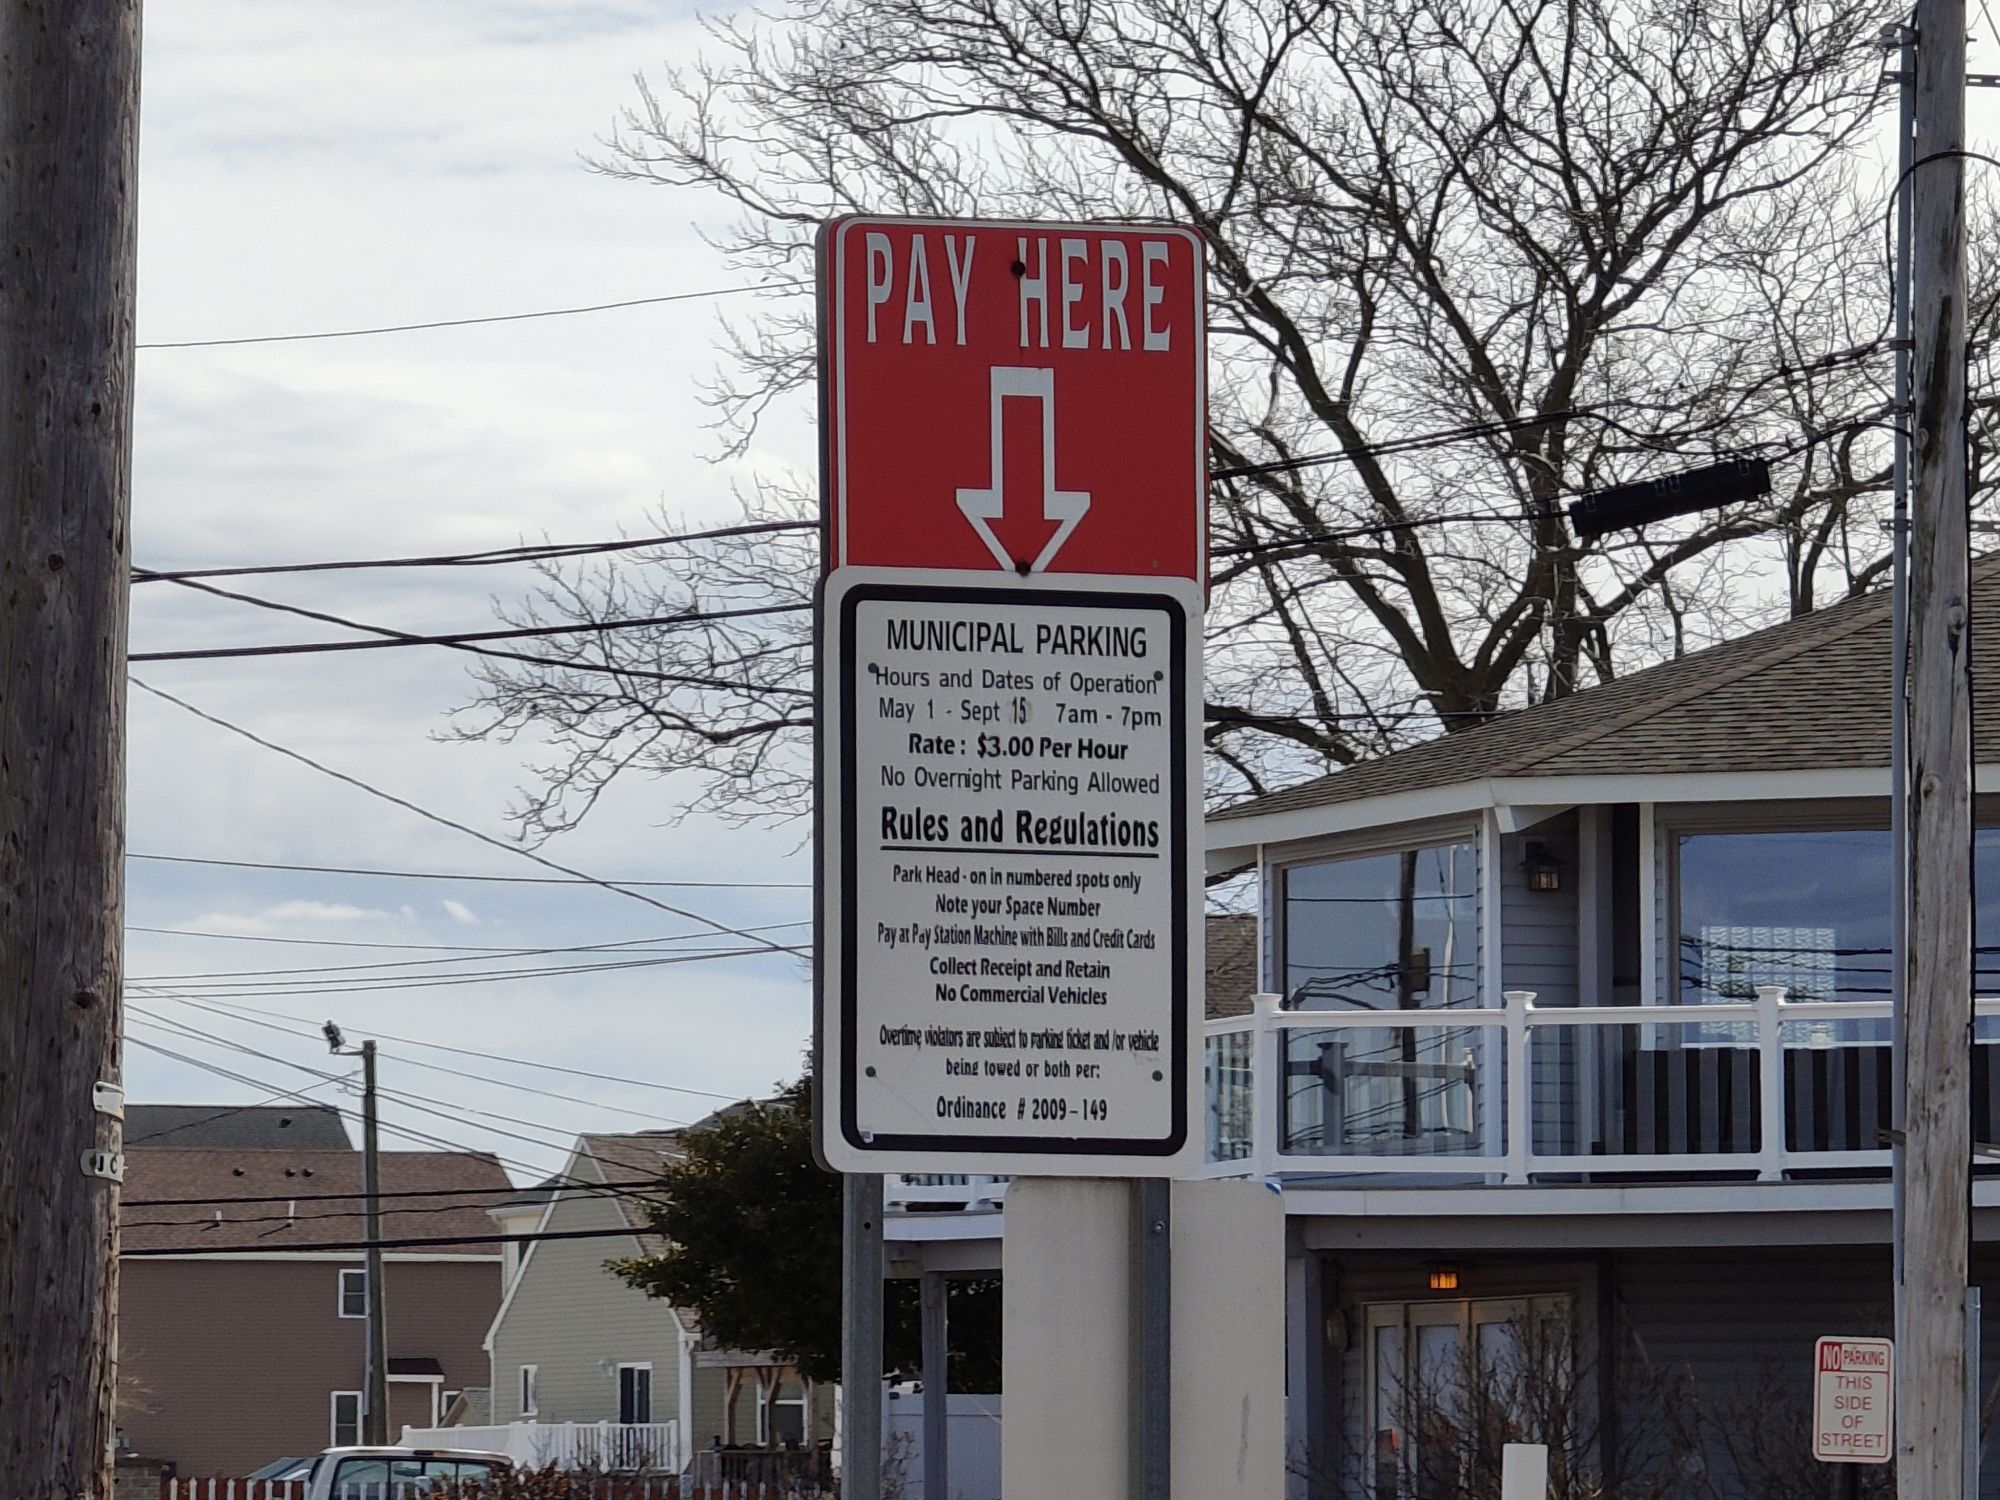 PAY HERE
MUNICIPAL PARKING
Hours and Dates of Operation
May 1 - Sept 15 7am - 7pm
Rate: $3.00 Per Hour
No Overnight Parking Allowed
Rules and Regulations
Park Head - on in numbered spots only
Note your Space Number
Pay at Pay Station Machine with Bills and Credit Cards
Collect Receipt and Retain
No Commercial Vehicles
Overtime violators are subject to parking ticket and /or vehicle
being towed or both per:
Ordinance # 2009-149
NO PARKING
THIS
SIDE
OF
STREET
J C